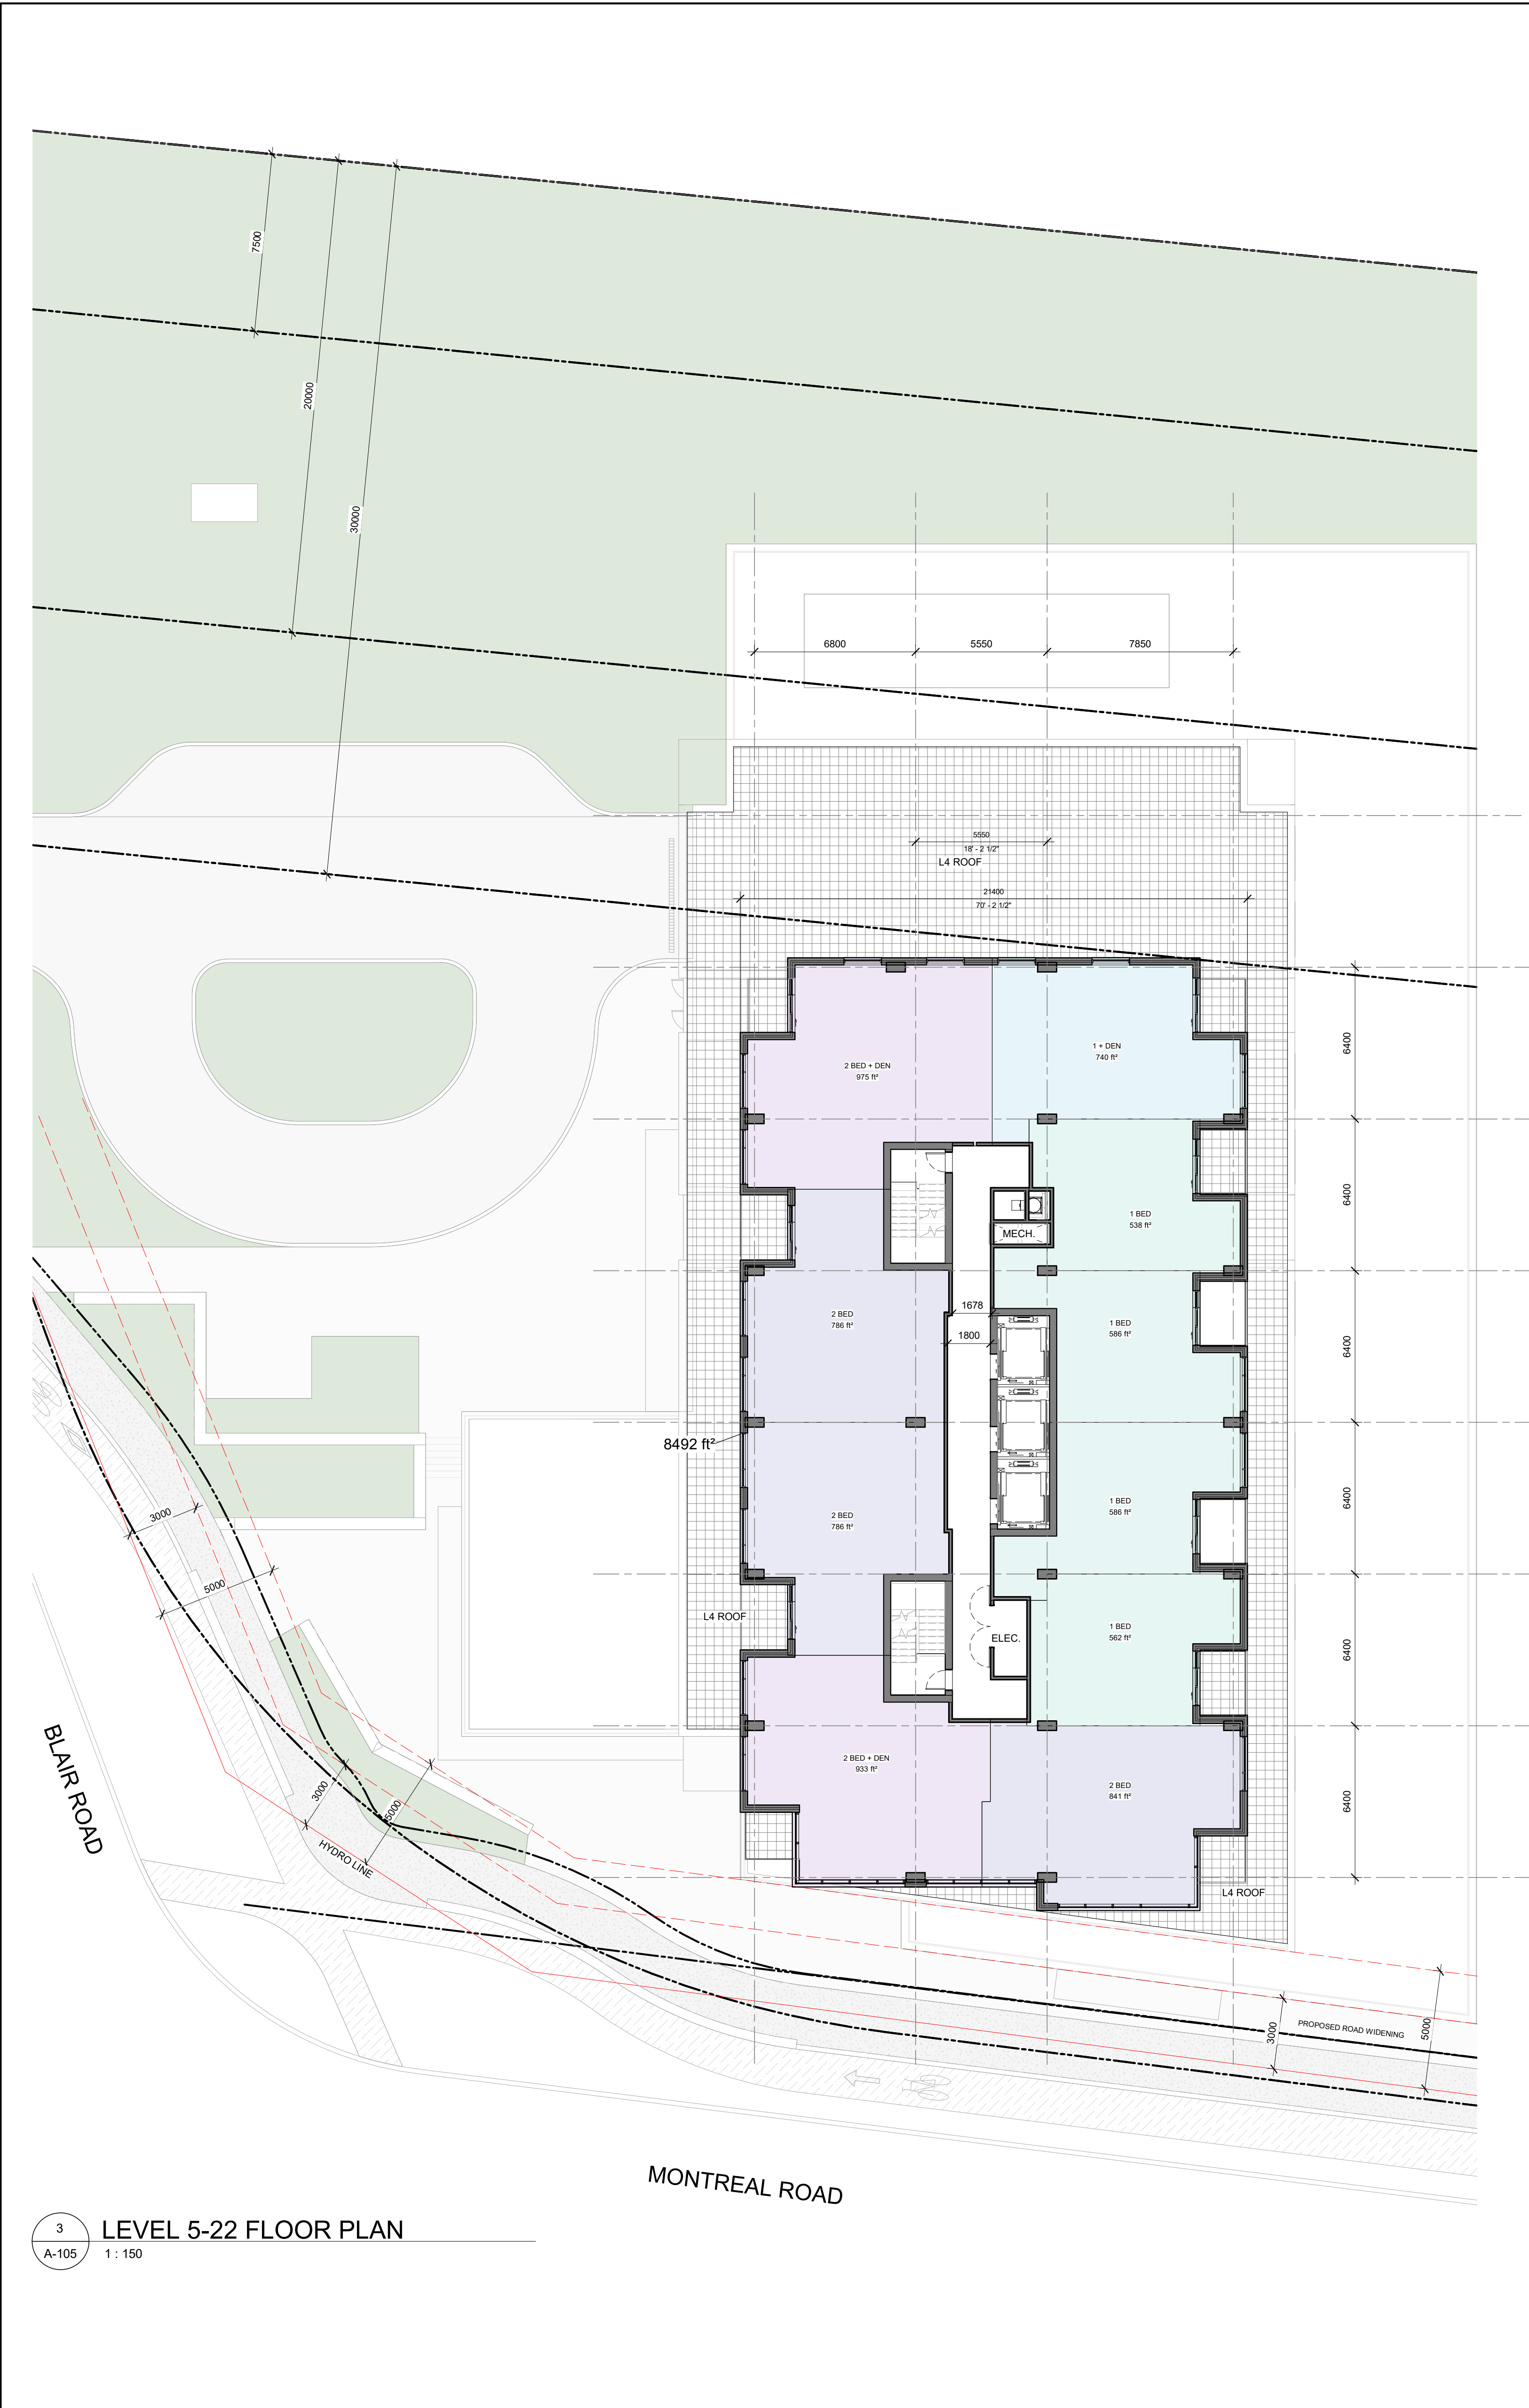 7500
20000
30000
6800
5550
7850
5550
18' - 2 1/2"
L4 ROOF
21400
70' - 2 1/2"
6400
1 + DEN
740 ft²
2 BED + DEN
975 ft²
6400
1 BED
538 ft²
MECH.
1678
2 BED
786 ft²
1 BED
586 ft²
1800
6400
8492 ft²
6400
1 BED
586 ft²
2 BED
786 ft²
3000
5000
L4 ROOF
ELEC.
1 BED
562 ft²
6400
2 BED + DEN
933 ft²
2 BED
841 ft²
6400
BLAIR ROAD
3000
5000
HYDRO LINE
L4 ROOF
3000
PROPOSED ROAD WIDENING
5000
MONTREAL ROAD
3
A-105
LEVEL 5-22 FLOOR PLAN
1 : 150